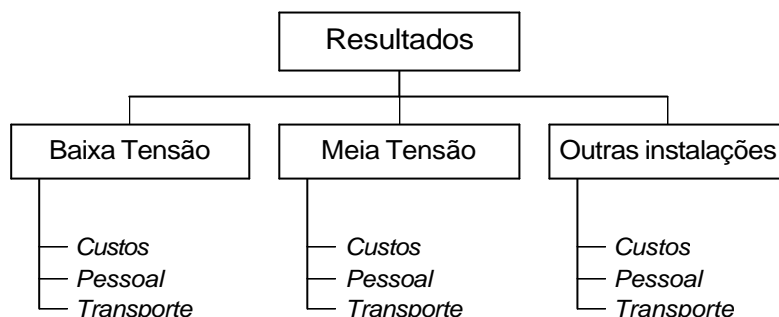 Resultados
Baixa Tensão
Meia Tensão
Outras instalações
Custos
Pessoal
Transporte
Custos
Pessoal
Transporte
Custos
Pessoal
Transporte